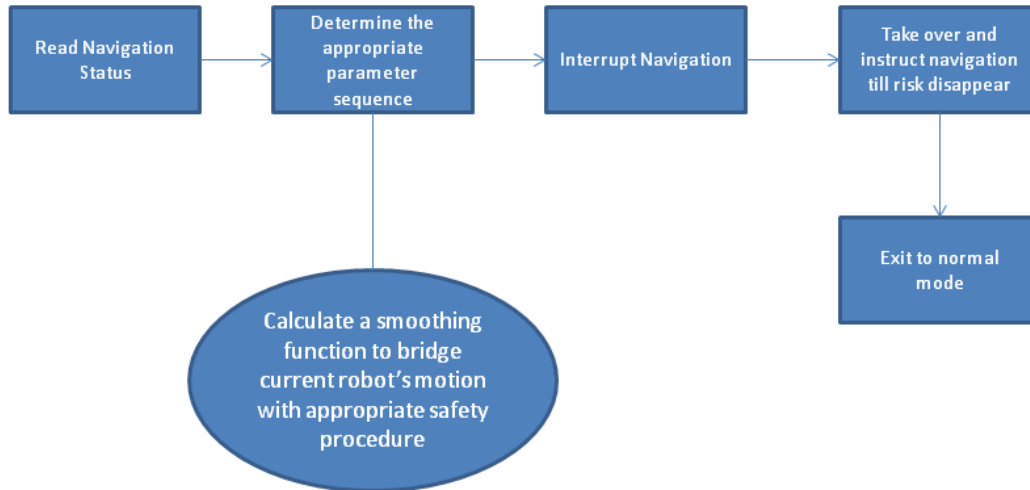 Read Navigation
Status
Determine the
appropriate
parameter
sequence
Interrupt Navigation
Take over and
instruct navigation
till risk disappear
Exit to normal
mode
Calculate a smoothing
function to bridge
current robot's motion
with appropriate safety
procedure